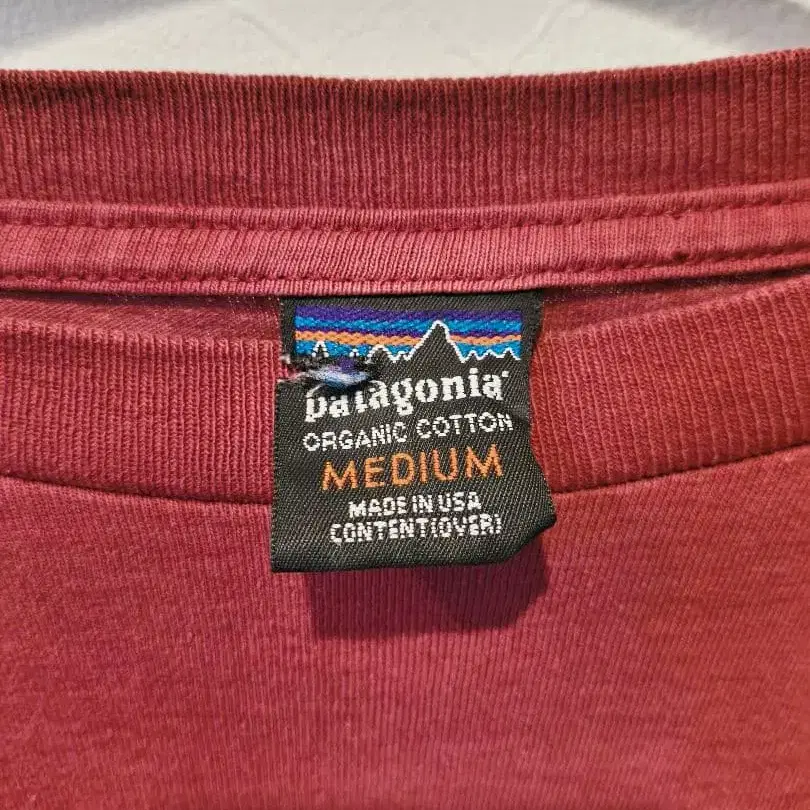 patagonia
ORGANIC COTTON
MEDIUM
MADE IN USA
CONTENT(OVER)